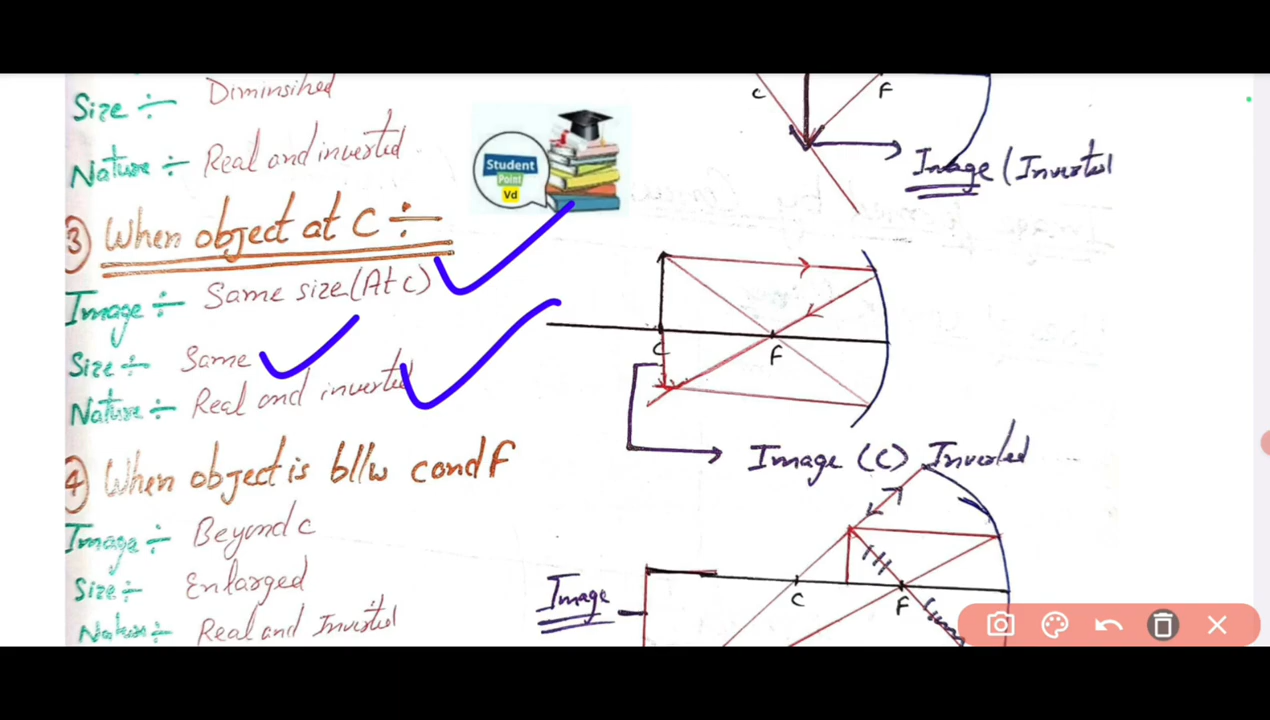 Size ÷ Diminsihed
Nature ÷ Real and inverted
Student
Point
Vd
③ When object at C ÷
Image ÷ Same size (At C)
Size ÷ Same
Nature ÷ Real and inverted
④ When object is b/w C and F
Image ÷ Beyond C
Size ÷ Enlarged
Nature ÷ Real and Inverted
C
F
Image (Inverted
C
F
Image (C) Inverted
C
F
Image